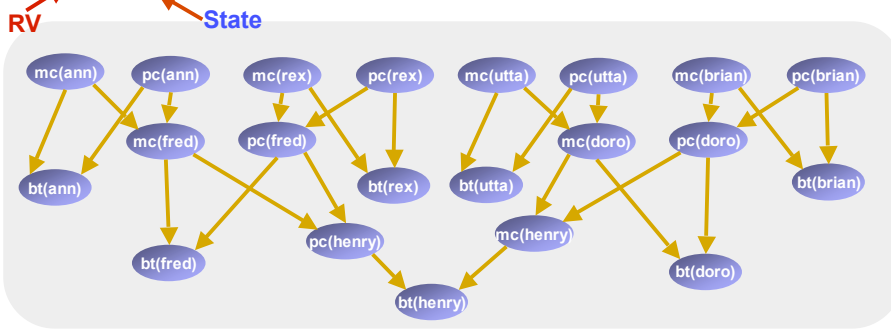 RV
State
mc(ann) pc(ann) mc(rex) pc(rex) mc(utta) pc(utta) mc(brian) pc(brian)
mc(fred) pc(fred) mc(doro) pc(doro)
bt(ann) bt(rex) bt(utta) bt(brian)
pc(henry) mc(henry)
bt(fred) bt(doro)
bt(henry)